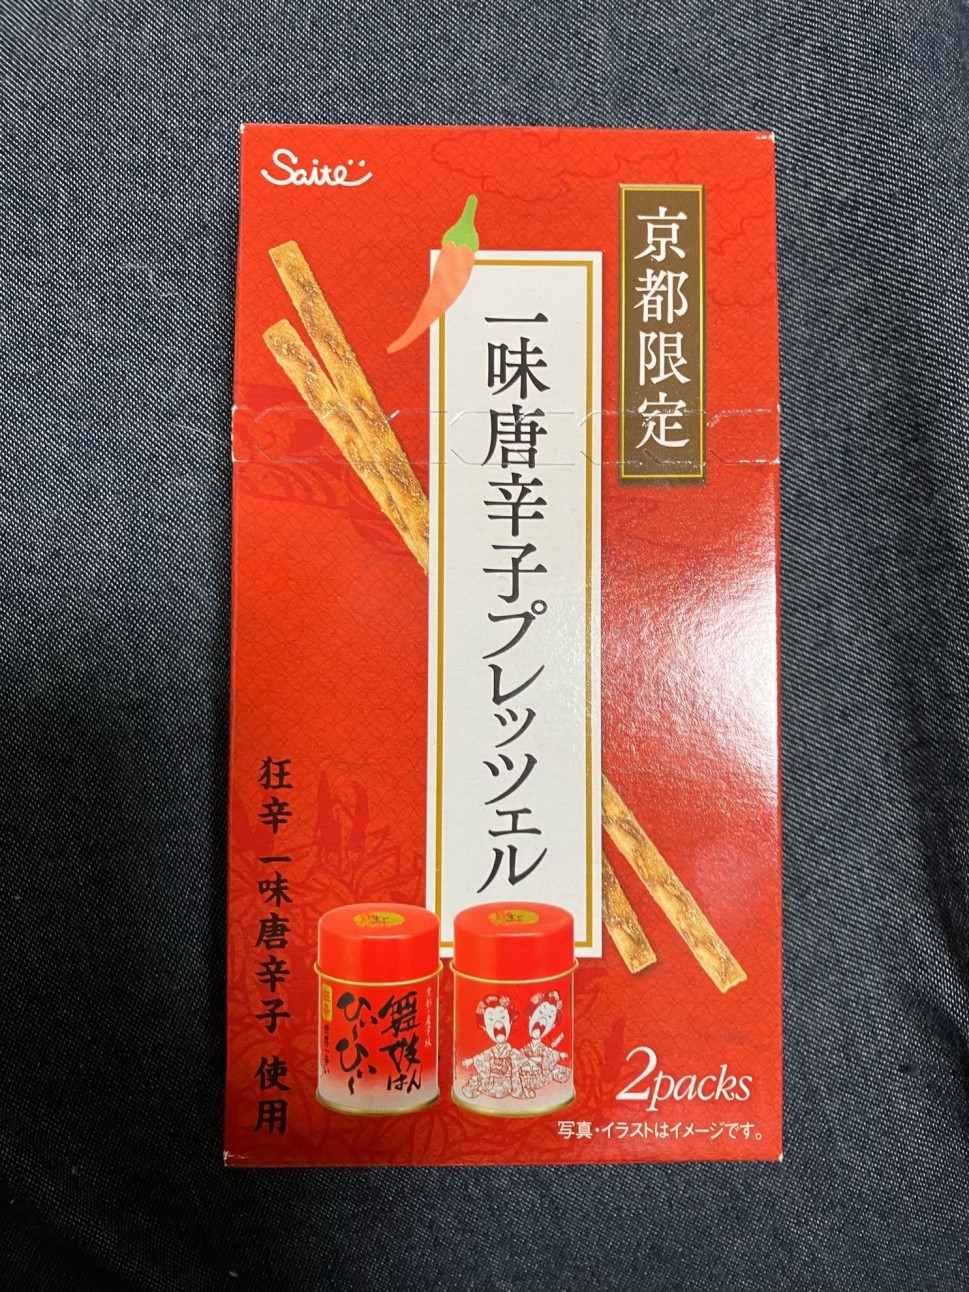 Saite
京都限定
一味唐辛子プレッツェル
狂辛 一味唐辛子 使用
舞妓はん
ひぃ〜ひぃ〜
2packs
写真・イラストはイメージです。